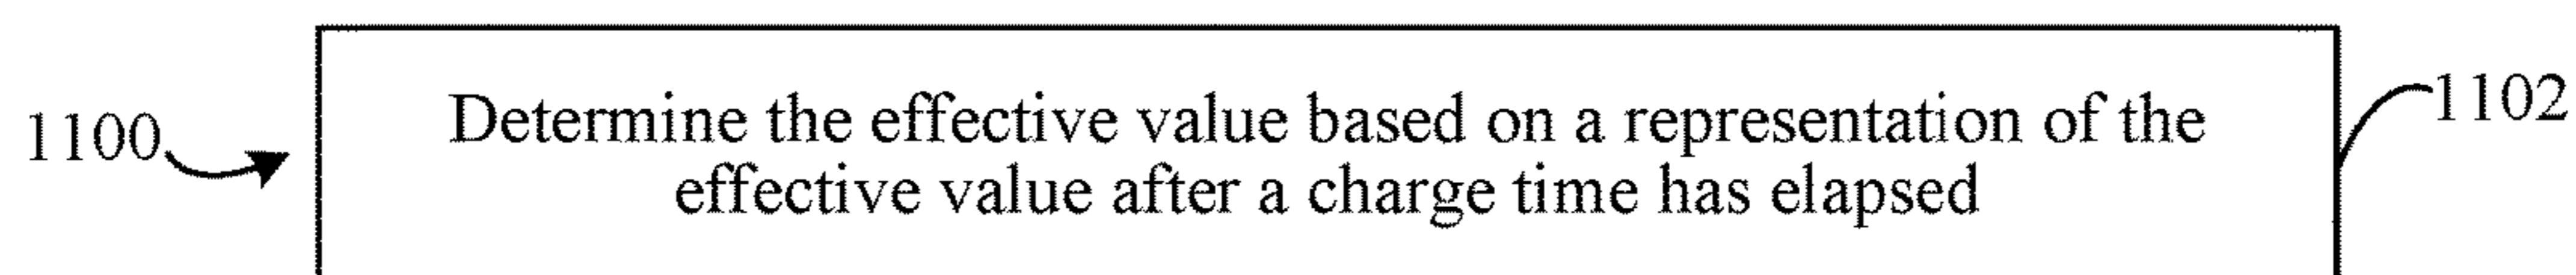 1100
Determine the effective value based on a representation of the
effective value after a charge time has elapsed
1102